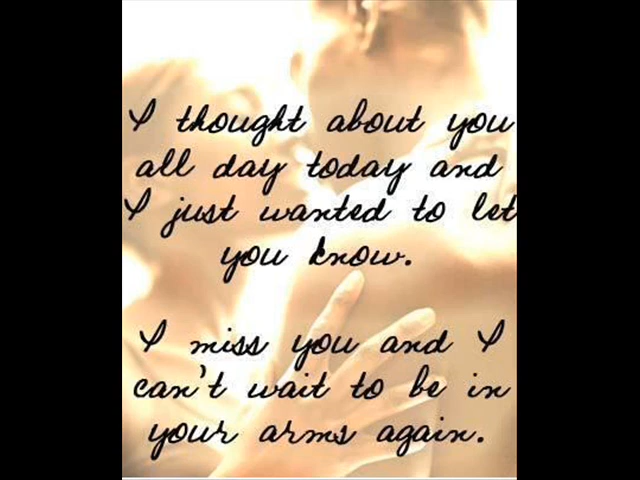 I thought about you
all day today and
I just wanted to let
you know.
I miss you and I
can't wait to be in
your arms again.